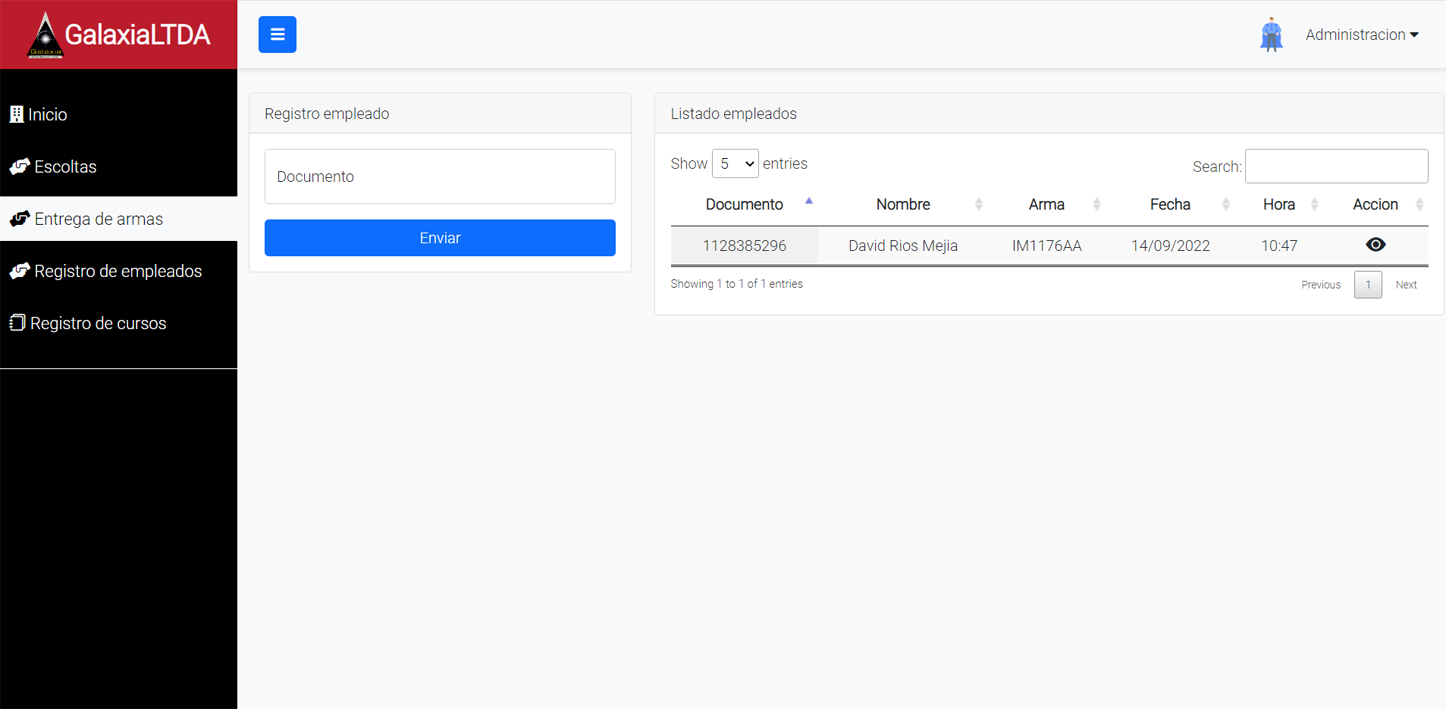 GalaxiaLTDA
Galaxia
Administracion
Inicio
Escoltas
Entrega de armas
Registro de empleados
Registro de cursos
Registro empleado
Documento
Enviar
Listado empleados
Show 5 entries
Search:
Documento Nombre Arma Fecha Hora Accion
1128385296 David Rios Mejia IM1176AA 14/09/2022 10:47
Showing 1 to 1 of 1 entries
Previous 1 Next